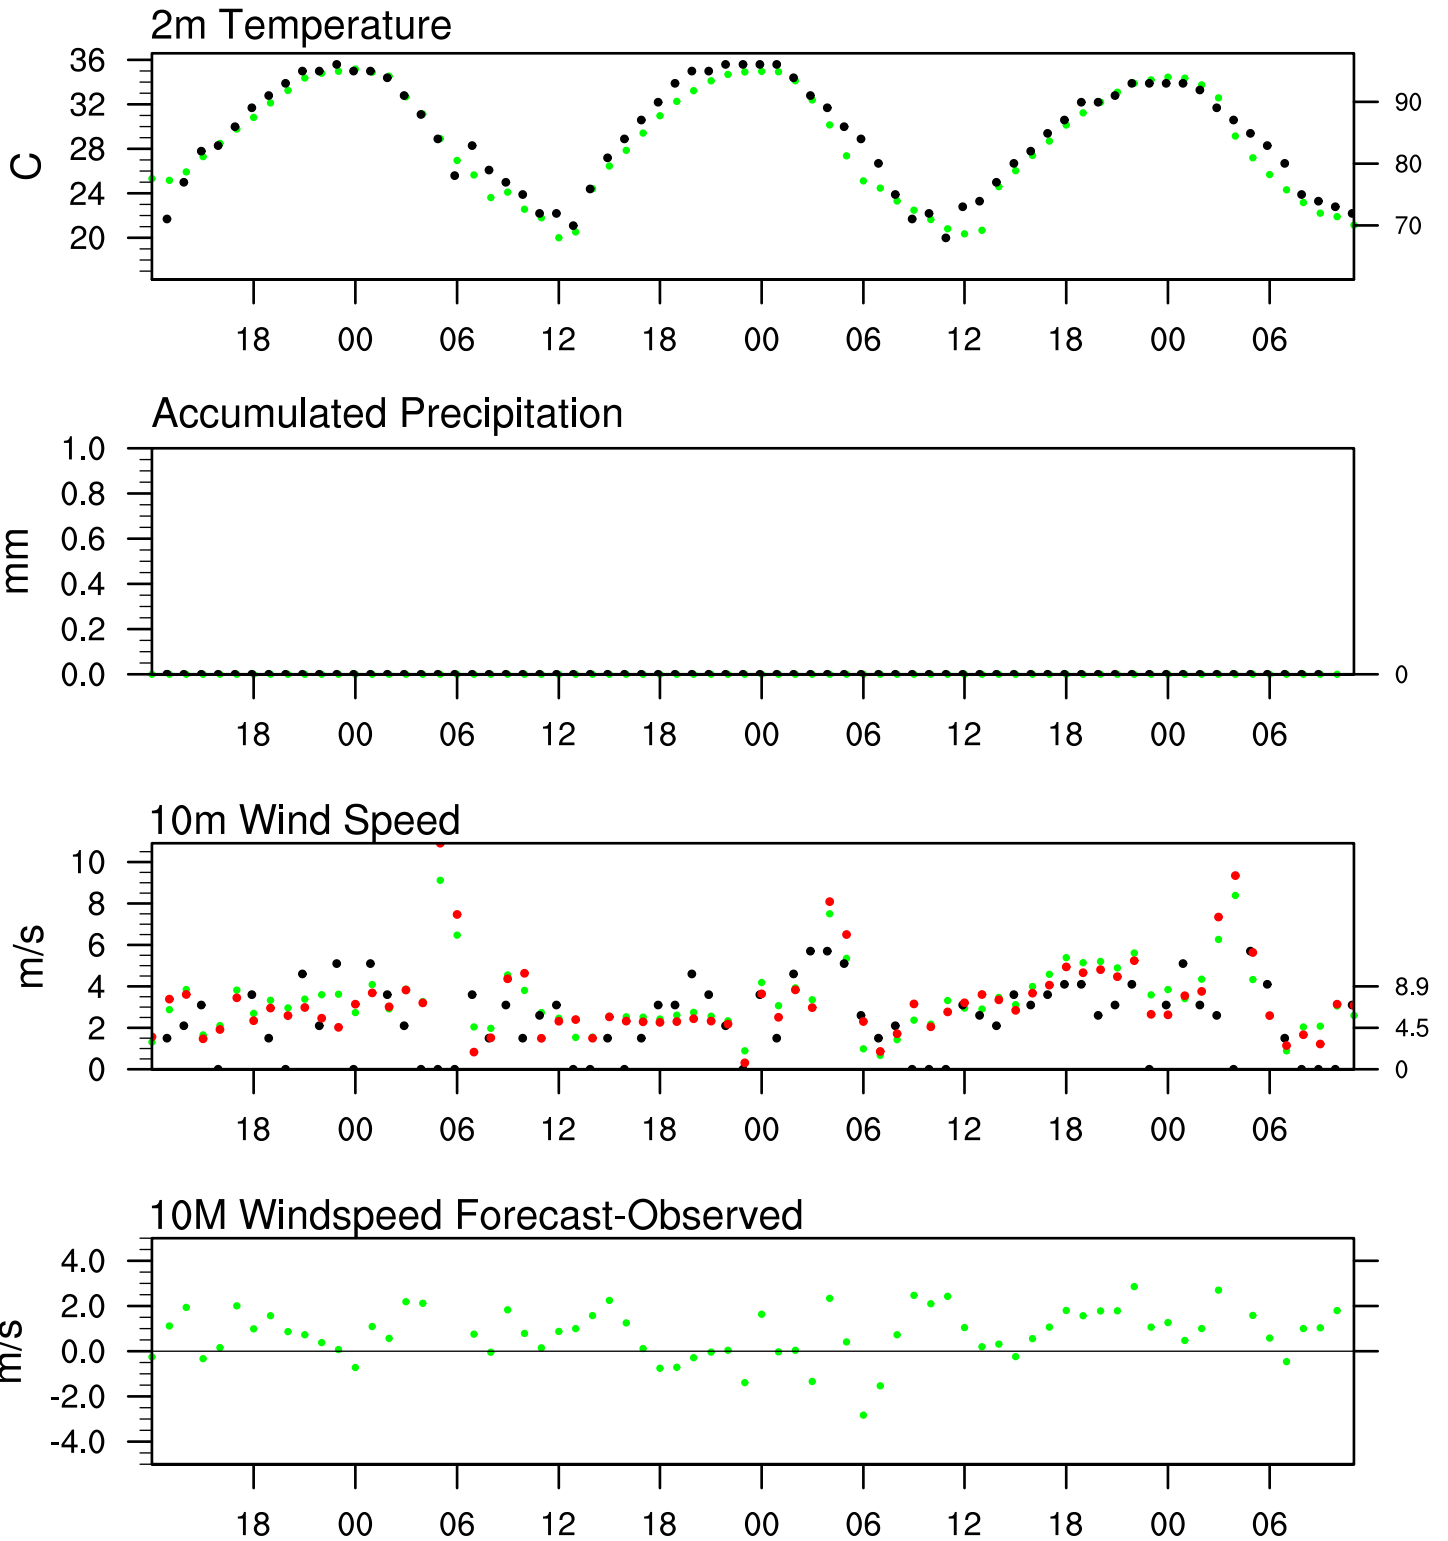 2m Temperature
36
32
28
24
20
C
90
80
70
18 00 06 12 18 00 06 12 18 00 06
Accumulated Precipitation
1.0
0.8
0.6
0.4
0.2
0.0
mm
0
18 00 06 12 18 00 06 12 18 00 06
10m Wind Speed
10
8
6
4
2
0
m/s
8.9
4.5
0
18 00 06 12 18 00 06 12 18 00 06
10M Windspeed Forecast-Observed
4.0
2.0
0.0
-2.0
-4.0
m/s
18 00 06 12 18 00 06 12 18 00 06